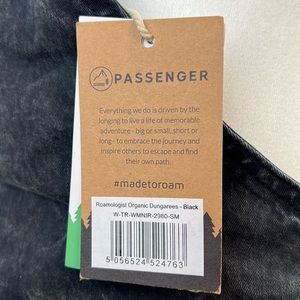 PASSENGER
Everything we do is driven by the
longing to live a life of memorable
adventure - big or small, short or
long - to embrace the journey and
inspire others to escape and find
their own path.
#madetoroam
Roamologist Organic Dungarees - Black
W-TR-WMNIR-2980-SM
5 056524 524763